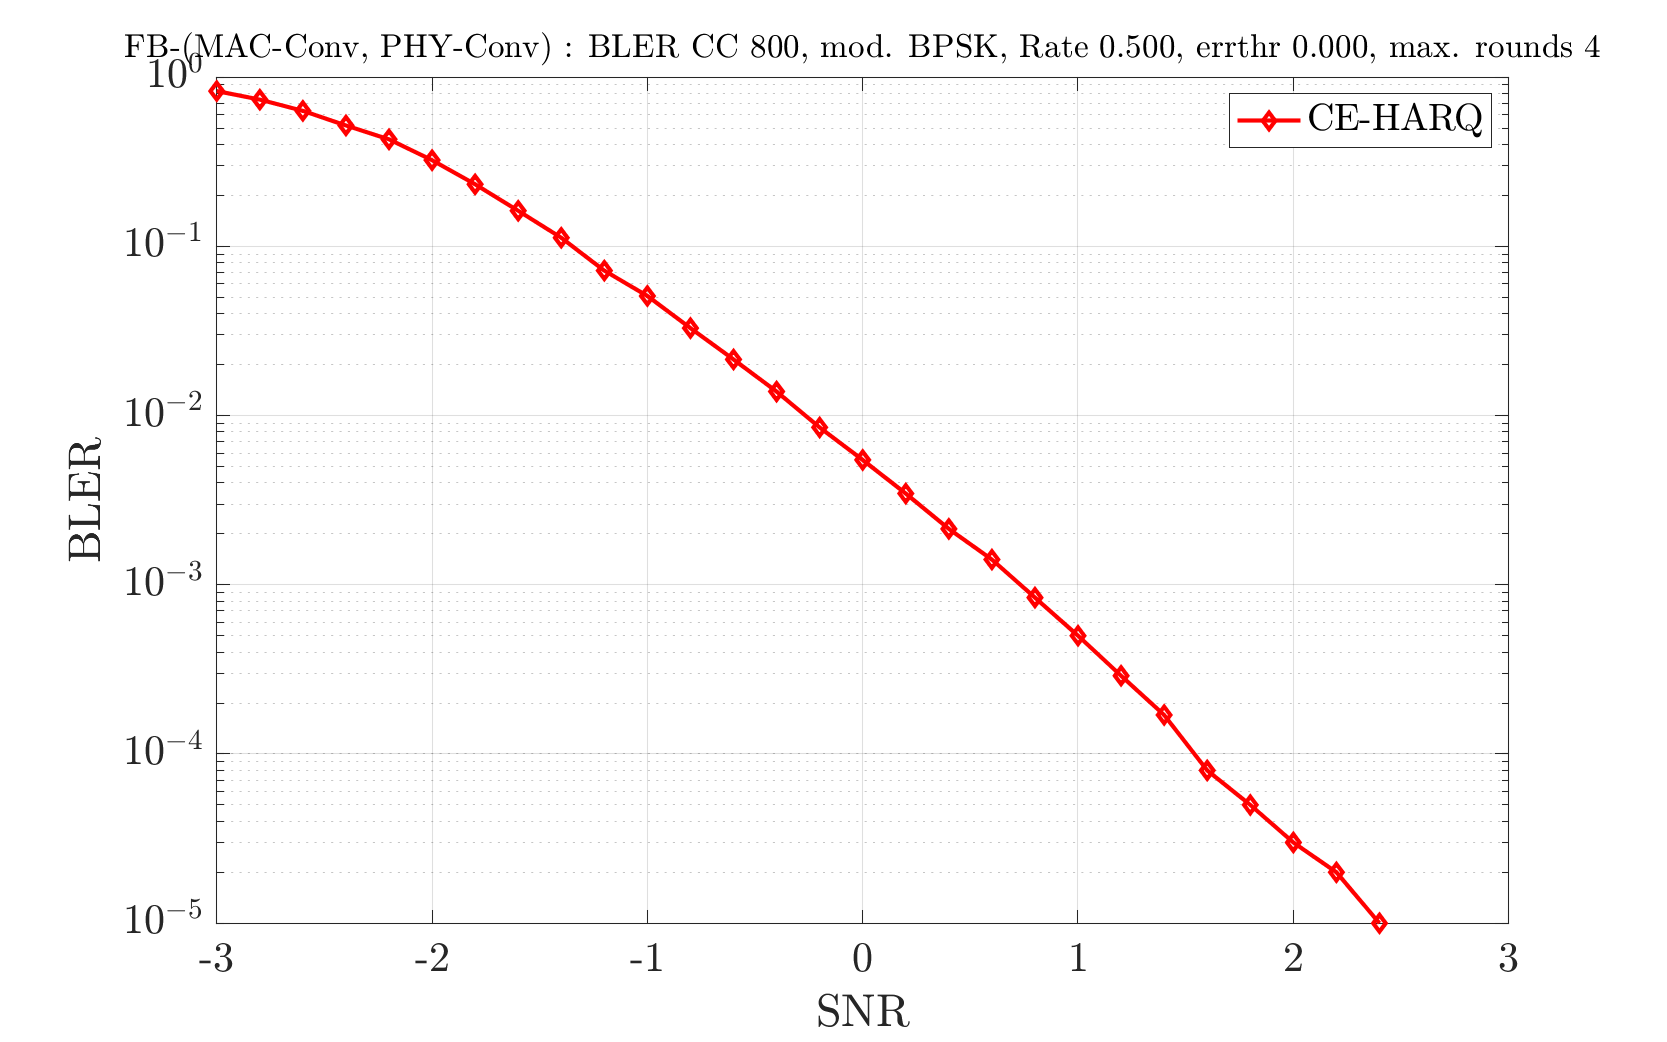 FB-(MAC-Conv, PHY-Conv) : BLER CC 800, mod. BPSK, Rate 0.500, errthr 0.000, max. rounds 4
10^0
CE-HARQ
10^{-1}
10^{-2}
BLER
10^{-3}
10^{-4}
10^{-5}
-3 -2 -1 0 1 2 3
SNR